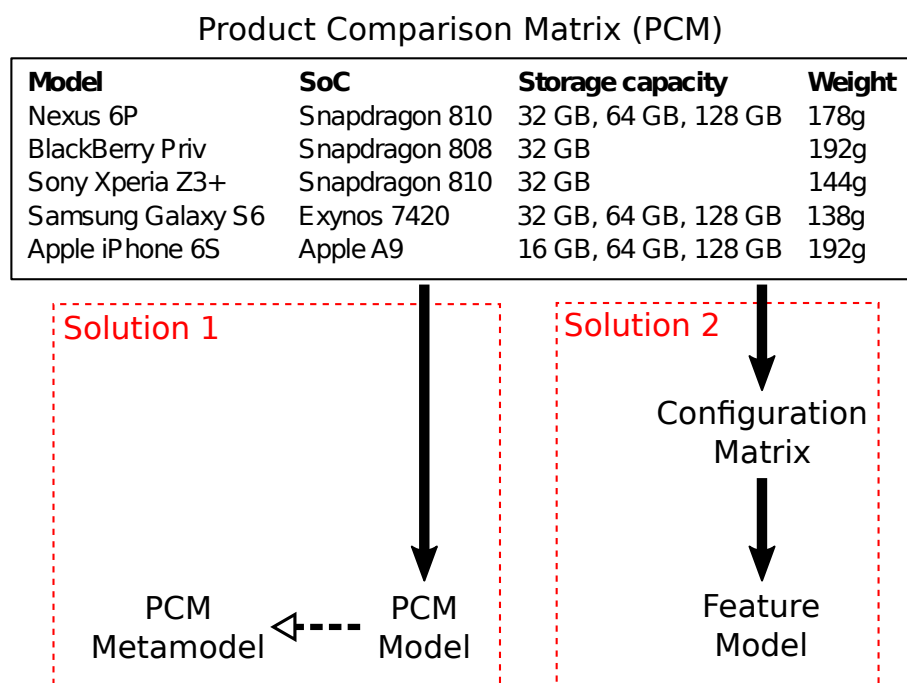 Product Comparison Matrix (PCM)
Model SoC Storage capacity Weight
Nexus 6P Snapdragon 810 32 GB, 64 GB, 128 GB 178g
BlackBerry Priv Snapdragon 808 32 GB 192g
Sony Xperia Z3+ Snapdragon 810 32 GB 144g
Samsung Galaxy S6 Exynos 7420 32 GB, 64 GB, 128 GB 138g
Apple iPhone 6S Apple A9 16 GB, 64 GB, 128 GB 192g
Solution 1
PCM
Metamodel
PCM
Model
Solution 2
Configuration
Matrix
Feature
Model